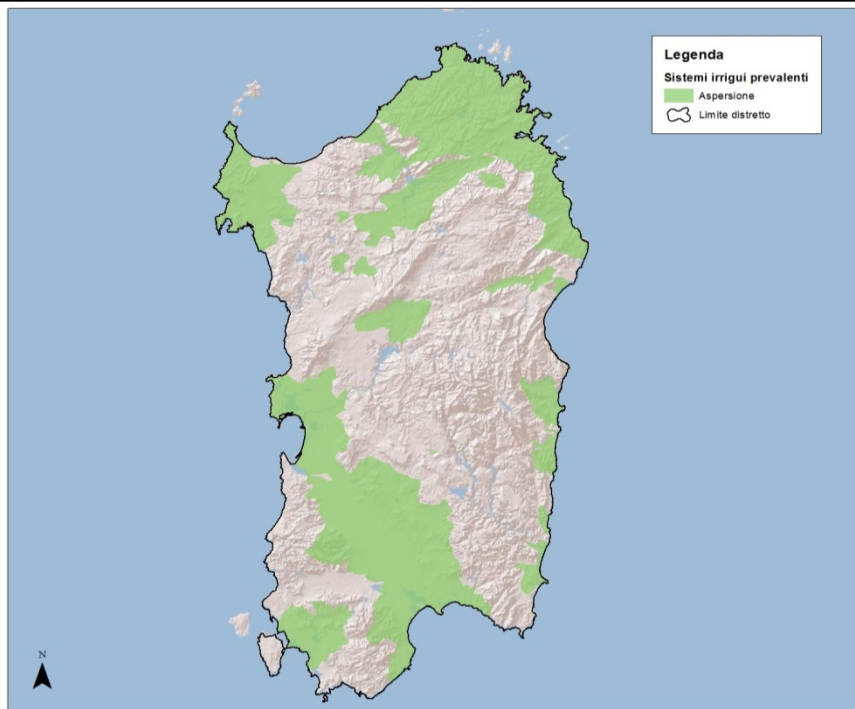 Legenda
Sistemi irrigui prevalenti
Aspersione
Limite distretto
N